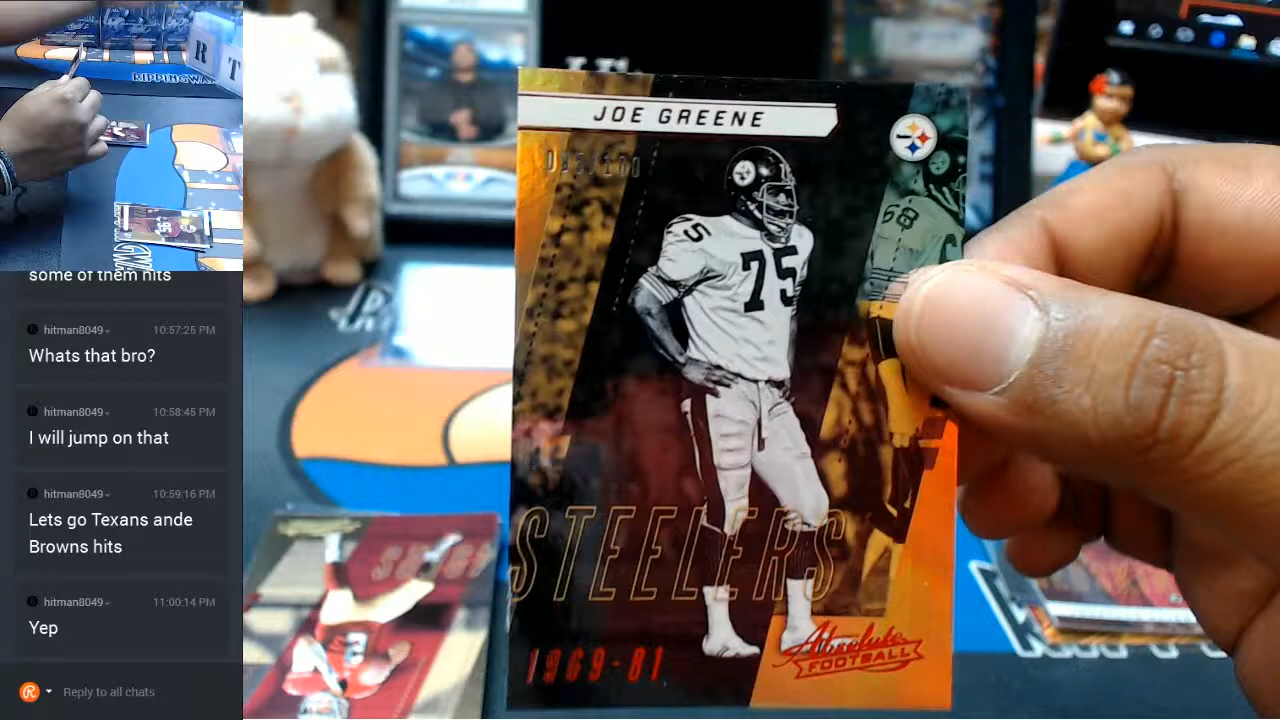 RIPPINGWAX
R
T
some of them hits
hitman8049
10:57:25 PM
Whats that bro?
hitman8049
10:58:45 PM
I will jump on that
hitman8049
10:59:16 PM
Lets go Texans ande
Browns hits
hitman8049
11:00:14 PM
Yep
Reply to all chats
JOE GREENE
75
75
68
STEELERS
1969-81
Absolute
FOOTBALL